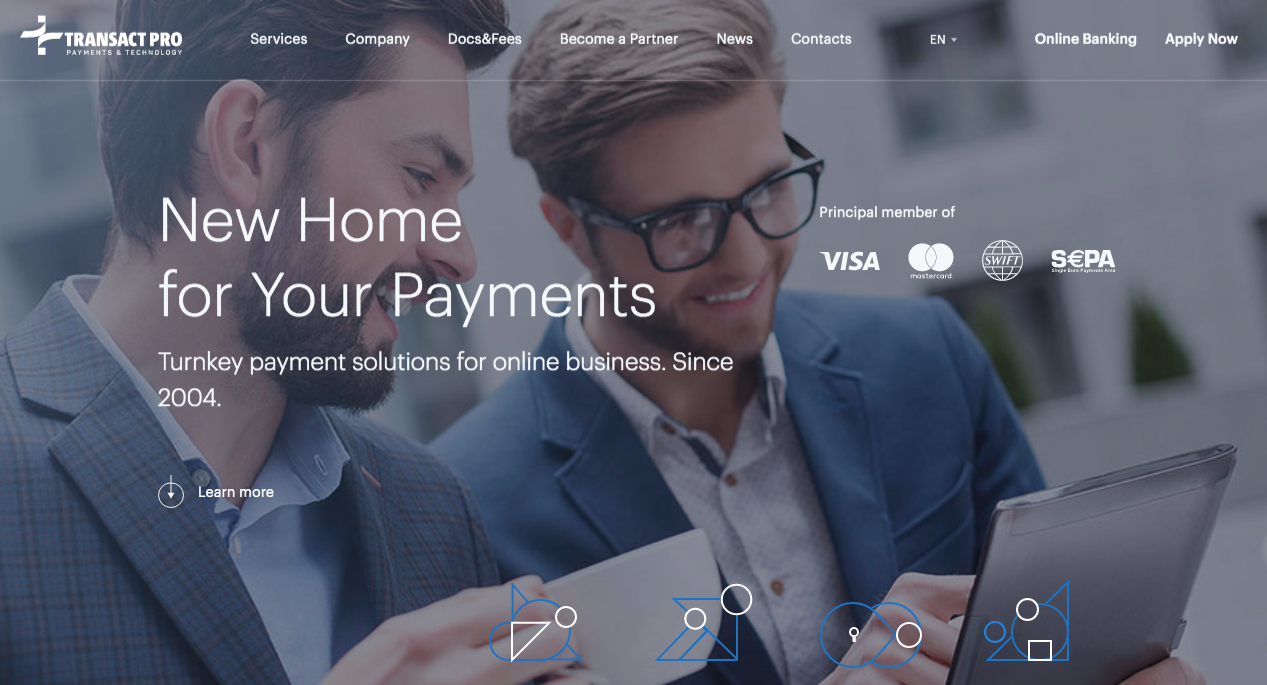 TRANSACT PRO
PAYMENTS & TECHNOLOGY
Services
Company
Docs&Fees
Become a Partner
News
Contacts
EN
Online Banking
Apply Now
New Home
for Your Payments
Turnkey payment solutions for online business. Since
2004.
Learn more
Principal member of
VISA
mastercard
SWIFT
S€PA
Single Euro Payments Area